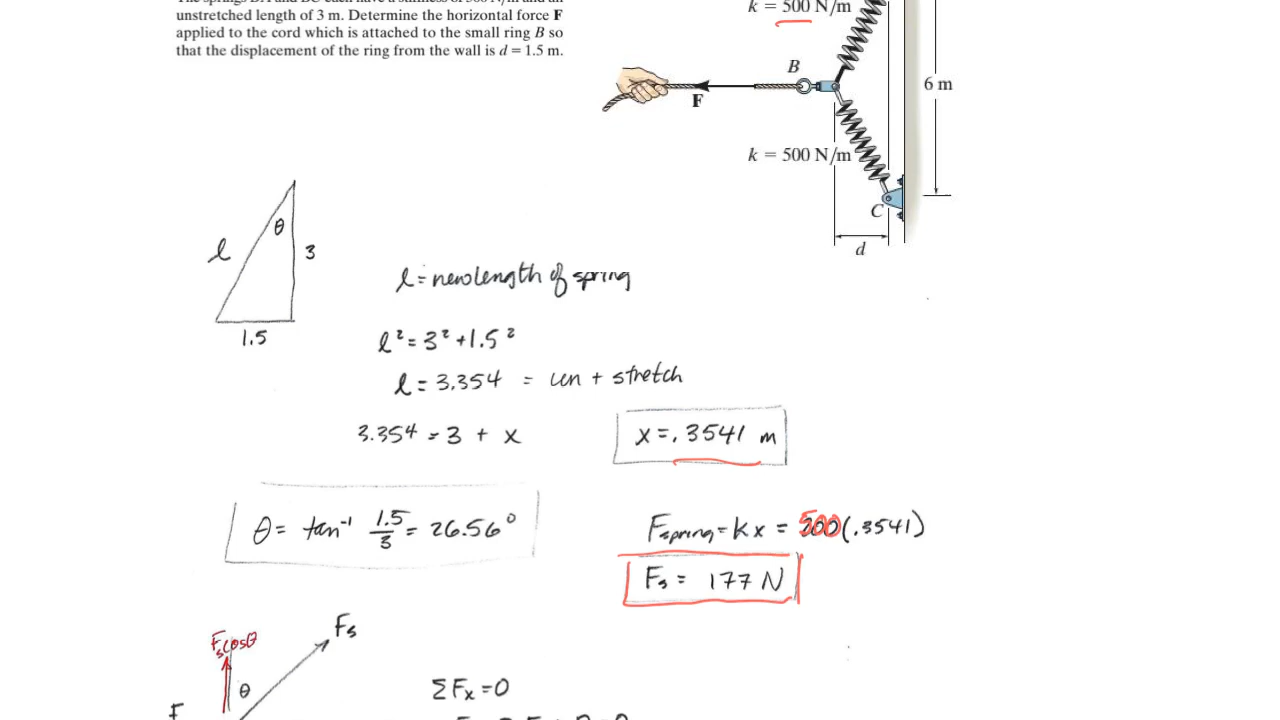 unstretched length of 3 m. Determine the horizontal force F
applied to the cord which is attached to the small ring B so
that the displacement of the ring from the wall is d = 1.5 m.
k = 500 N/m
B
F
6 m
k = 500 N/m
C
d
θ
l
3
1.5
l = new length of spring
l² = 3² + 1.5²
l = 3.354 = un + stretch
3.354 = 3 + x
x = .3541 m
θ = tan⁻¹ 1.5/3 = 26.56°
Fspring = kx = 500(.3541)
Fs = 177 N
Fs cosθ
Fs
θ
F
ΣFx = 0